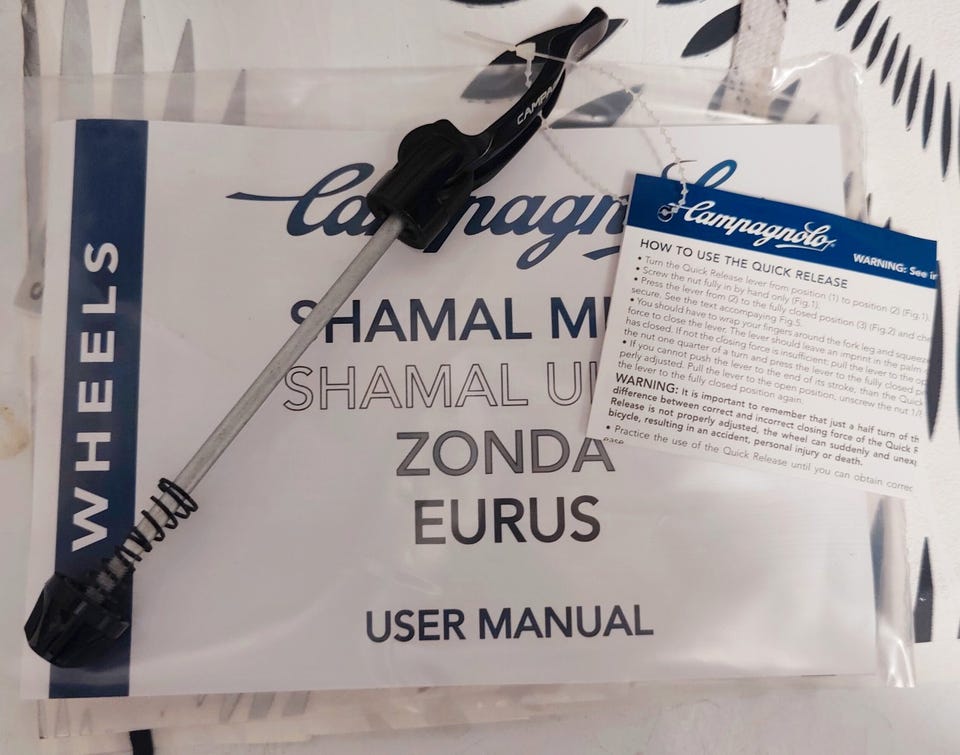 CAMPA
Campagnolo
WHEELS
SHAMAL MI
SHAMAL UL
ZONDA
EURUS
USER MANUAL
Campagnolo
WARNING: See in
HOW TO USE THE QUICK RELEASE
• Turn the Quick Release lever from position (1) to position (2) (Fig.1).
• Screw the nut fully in by hand only (Fig.1).
• Press the lever from (2) to the fully closed position (3) (Fig.2) and che
secure. See the text accompaying Fig.5.
• You should have to wrap your fingers around the fork leg and squeeze
force to close the lever. The lever should leave an imprint in the palm
has closed. If not the closing force is insufficient: pull the lever to the op
the nut one quarter of a turn and press the lever to the fully closed p
• If you cannot push the lever to the end of its stroke, than the Quick
perly adjusted. Pull the lever to the open position, unscrew the nut 1/
the lever to the fully closed position again.
WARNING: It is important to remember that just a half turn of th
difference between correct and incorrect closing force of the Quick R
Release is not properly adjusted, the wheel can suddenly and unex
bicycle, resulting in an accident, personal injury or death.
• Practice the use of the Quick Release until you can obtain correc
ease.